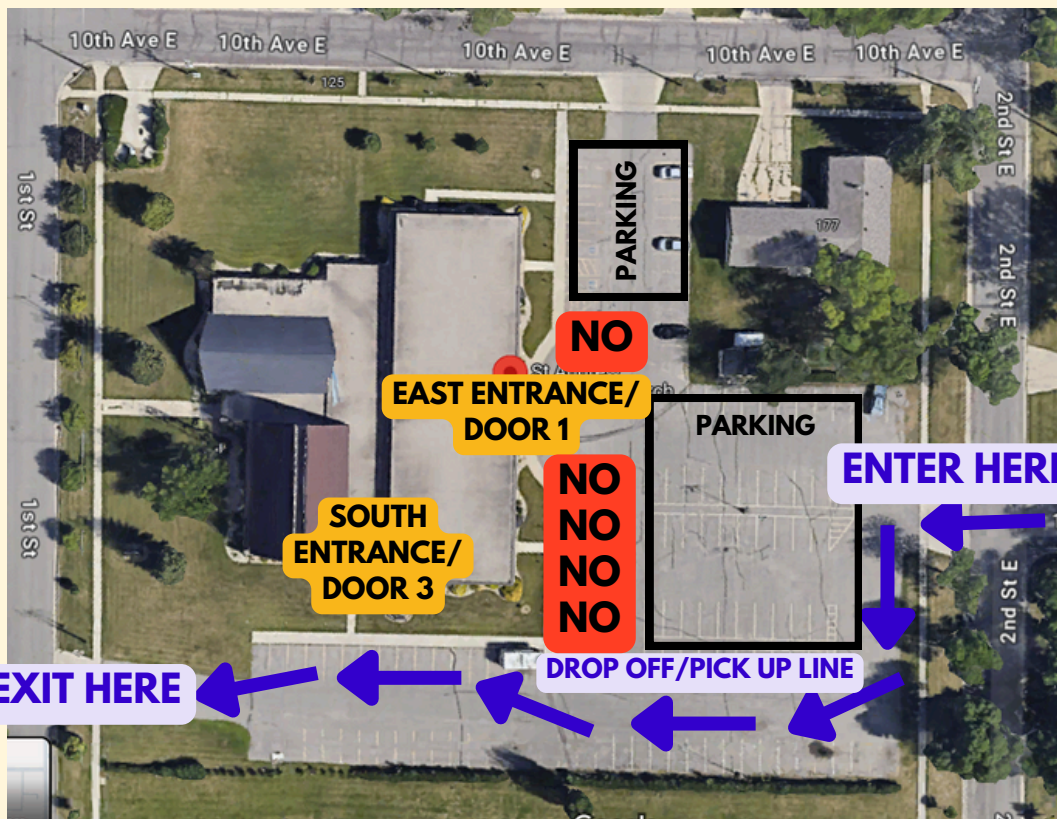 10th Ave E
10th Ave E
10th Ave E
10th Ave E
10th Ave E
125
2nd St E
1st St
PARKING
177
2nd St E
NO
St
EAST ENTRANCE/
DOOR 1
PARKING
ENTER HERE
NO
NO
NO
NO
1st St
SOUTH
ENTRANCE/
DOOR 3
2nd St E
DROP OFF/PICK UP LINE
EXIT HERE